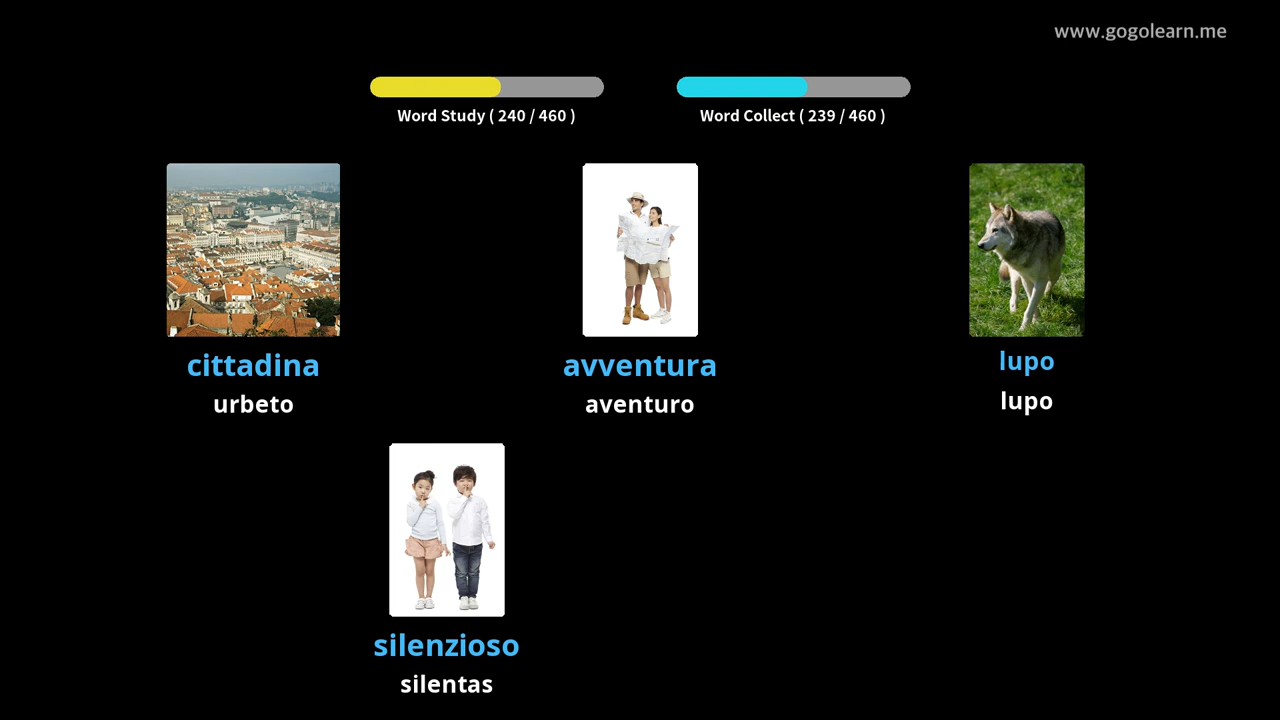 www.gogolearn.me
Word Study ( 240 / 460 )
Word Collect ( 239 / 460 )
cittadina
urbeto
avventura
aventuro
lupo
lupo
silenzioso
silentas